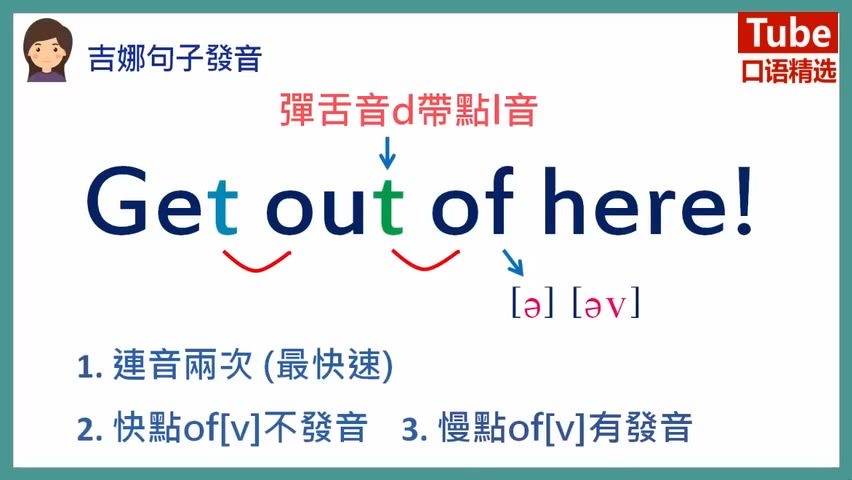 吉娜句子發音
Tube
口语精选
彈舌音d帶點l音
Get out of here!
[ə] [əv]
1. 連音兩次 (最快速)
2. 快點of[v]不發音 3. 慢點of[v]有發音